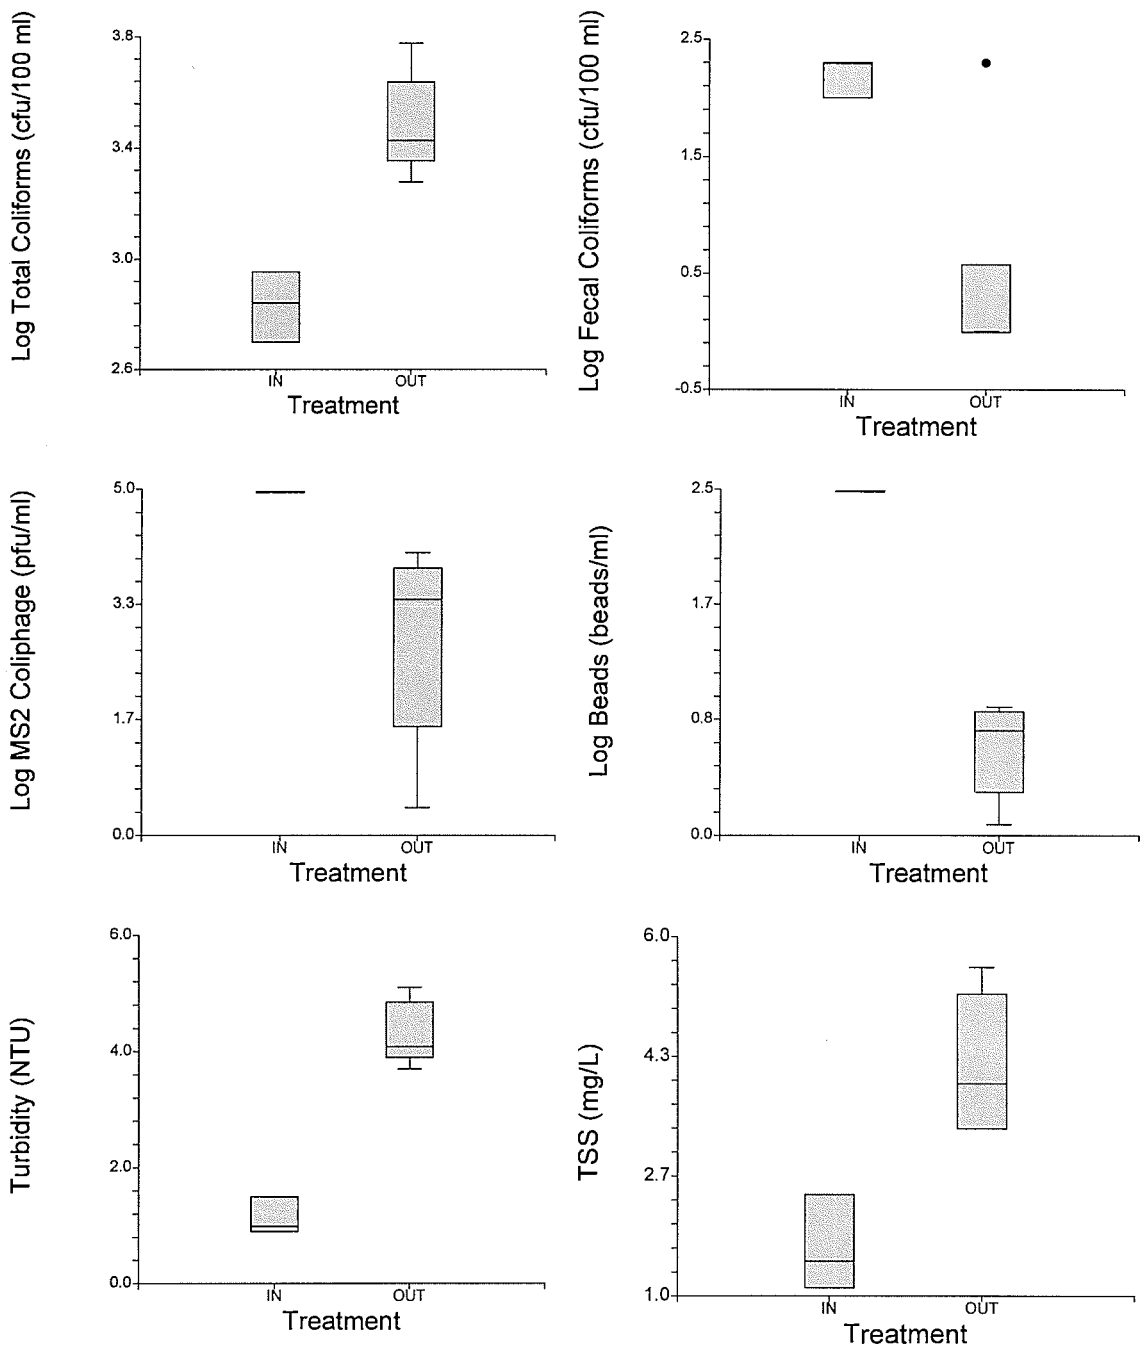 Log Total Coliforms (cfu/100 ml)
3.8
3.4
3.0
2.6
IN OUT
Treatment
Log Fecal Coliforms (cfu/100 ml)
2.5
1.5
0.5
-0.5
IN OUT
Treatment
Log MS2 Coliphage (pfu/ml)
5.0
3.3
1.7
0.0
IN OUT
Treatment
Log Beads (beads/ml)
2.5
1.7
0.8
0.0
IN OUT
Treatment
Turbidity (NTU)
6.0
4.0
2.0
0.0
IN OUT
Treatment
TSS (mg/L)
6.0
4.3
2.7
1.0
IN OUT
Treatment